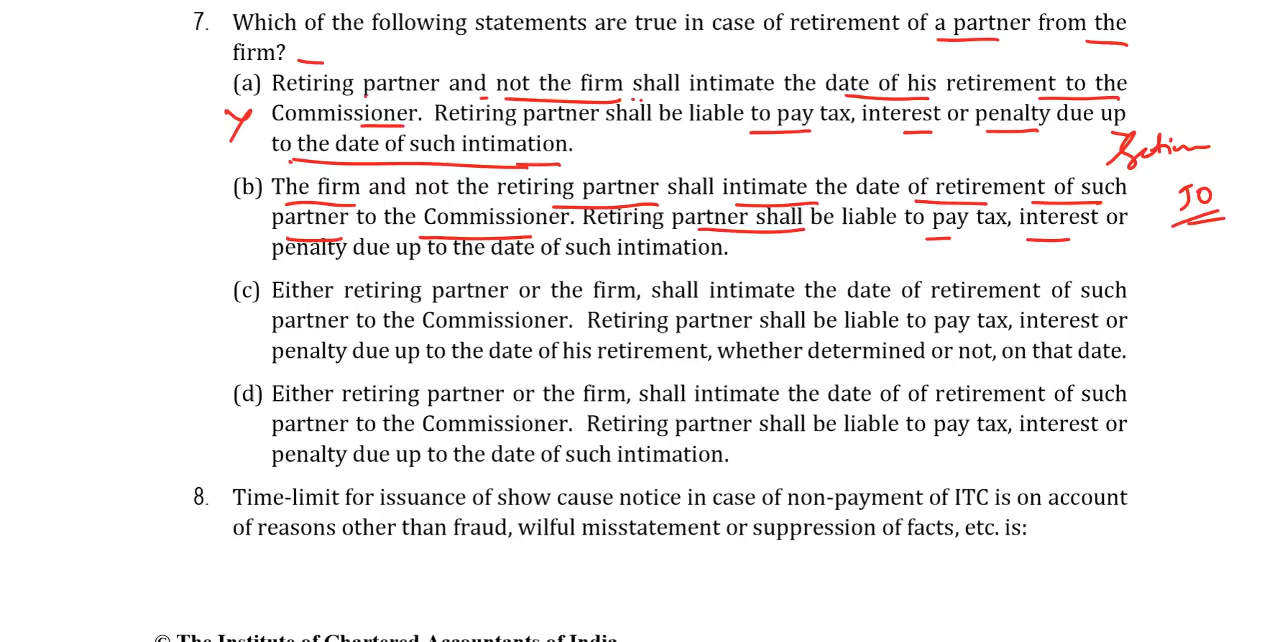 7. Which of the following statements are true in case of retirement of a partner from the
firm?
(a) Retiring partner and not the firm shall intimate the date of his retirement to the
Commissioner. Retiring partner shall be liable to pay tax, interest or penalty due up
to the date of such intimation.
(b) The firm and not the retiring partner shall intimate the date of retirement of such
partner to the Commissioner. Retiring partner shall be liable to pay tax, interest or
penalty due up to the date of such intimation.
(c) Either retiring partner or the firm, shall intimate the date of retirement of such
partner to the Commissioner. Retiring partner shall be liable to pay tax, interest or
penalty due up to the date of his retirement, whether determined or not, on that date.
(d) Either retiring partner or the firm, shall intimate the date of of retirement of such
partner to the Commissioner. Retiring partner shall be liable to pay tax, interest or
penalty due up to the date of such intimation.
8. Time-limit for issuance of show cause notice in case of non-payment of ITC is on account
of reasons other than fraud, wilful misstatement or suppression of facts, etc. is:
© The Institute of Chartered Accountants of India